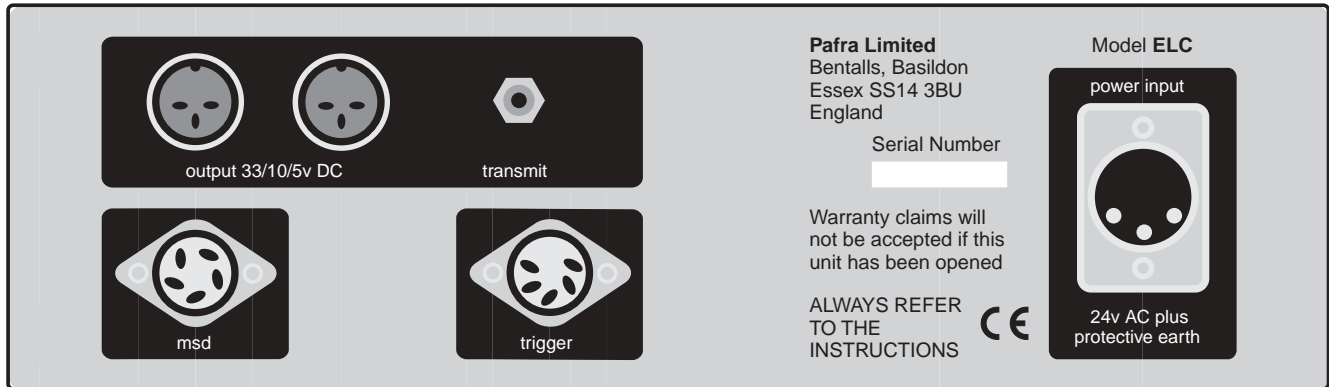 output 33/10/5v DC
transmit
msd
trigger
Pafra Limited
Bentalls, Basildon
Essex SS14 3BU
England
Serial Number
Warranty claims will
not be accepted if this
unit has been opened
ALWAYS REFER
TO THE
INSTRUCTIONS
CE
Model ELC
power input
24v AC plus
protective earth